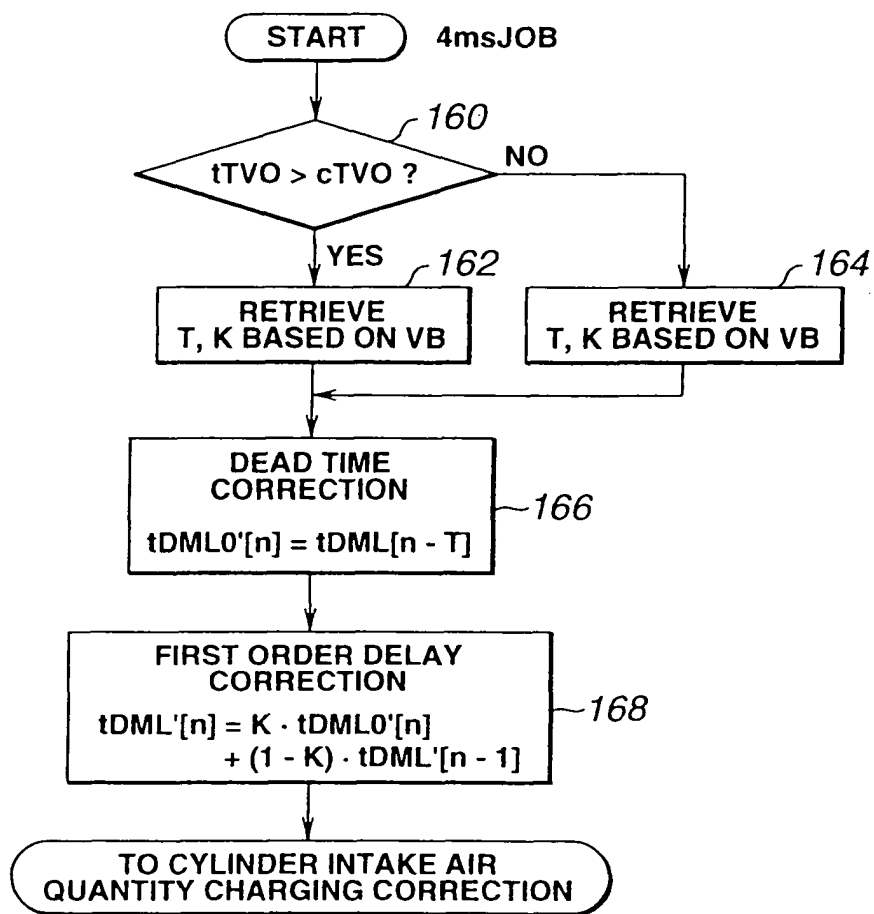 START 4msJOB
160
tTVO > cTVO ?
NO
YES
162
164
RETRIEVE
T, K BASED ON VB
RETRIEVE
T, K BASED ON VB
DEAD TIME
CORRECTION
tDML0'[n] = tDML[n - T]
166
FIRST ORDER DELAY
CORRECTION
tDML'[n] = K · tDML0'[n]
+ (1 - K) · tDML'[n - 1]
168
TO CYLINDER INTAKE AIR
QUANTITY CHARGING CORRECTION